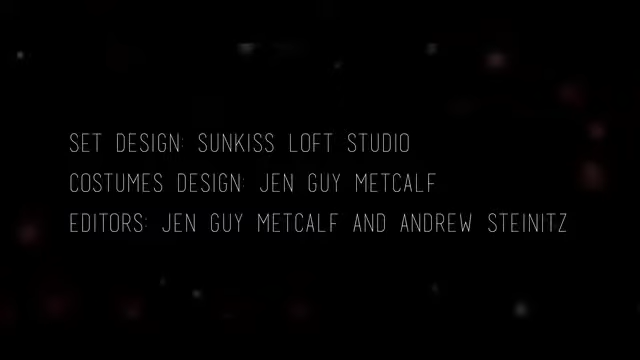 SET DESIGN: SUNKISS LOFT STUDIO
COSTUMES DESIGN: JEN GUY METCALF
EDITORS: JEN GUY METCALF AND ANDREW STEINITZ